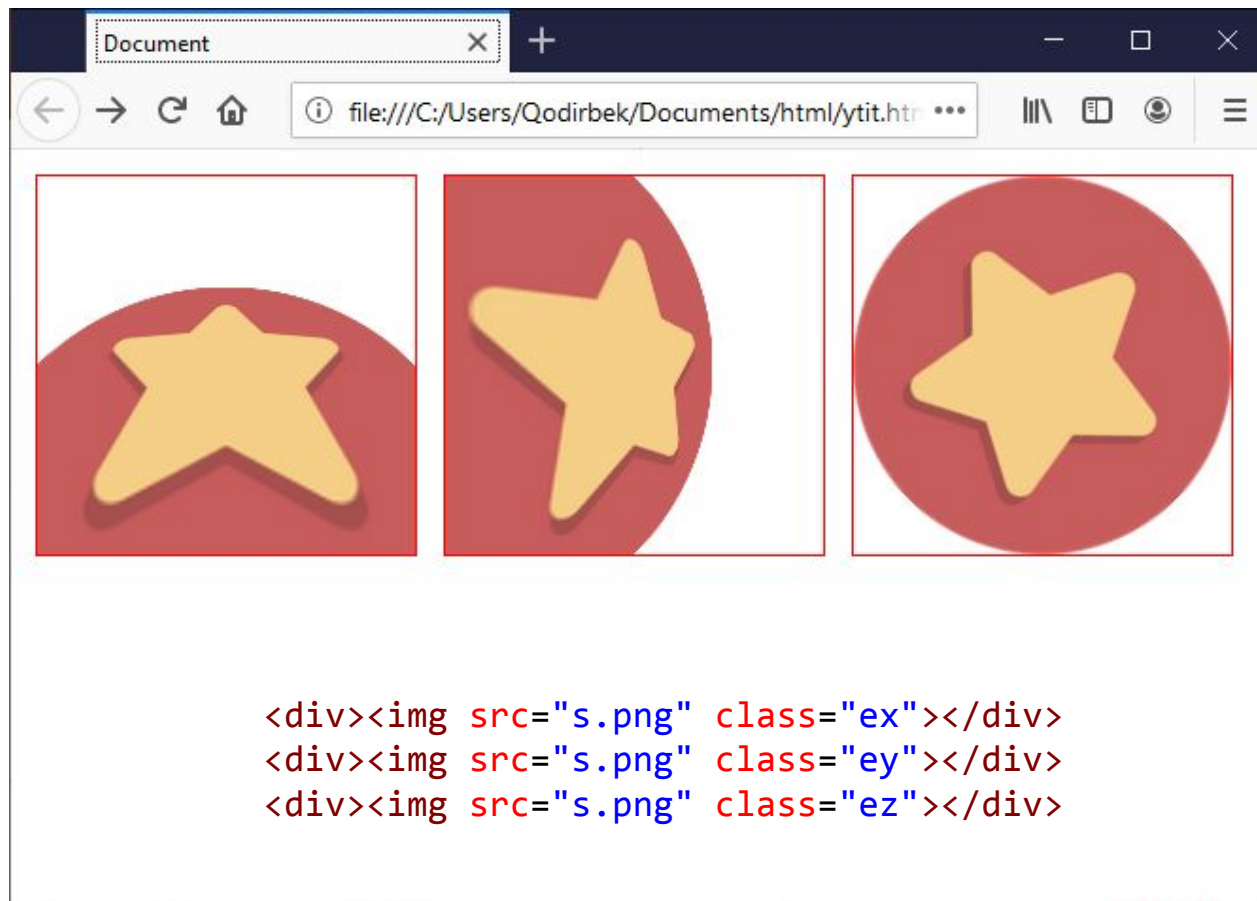 Document
file:///C:/Users/Qodirbek/Documents/html/ytit.htm
<div><img src="s.png" class="ex"></div>
<div><img src="s.png" class="ey"></div>
<div><img src="s.png" class="ez"></div>